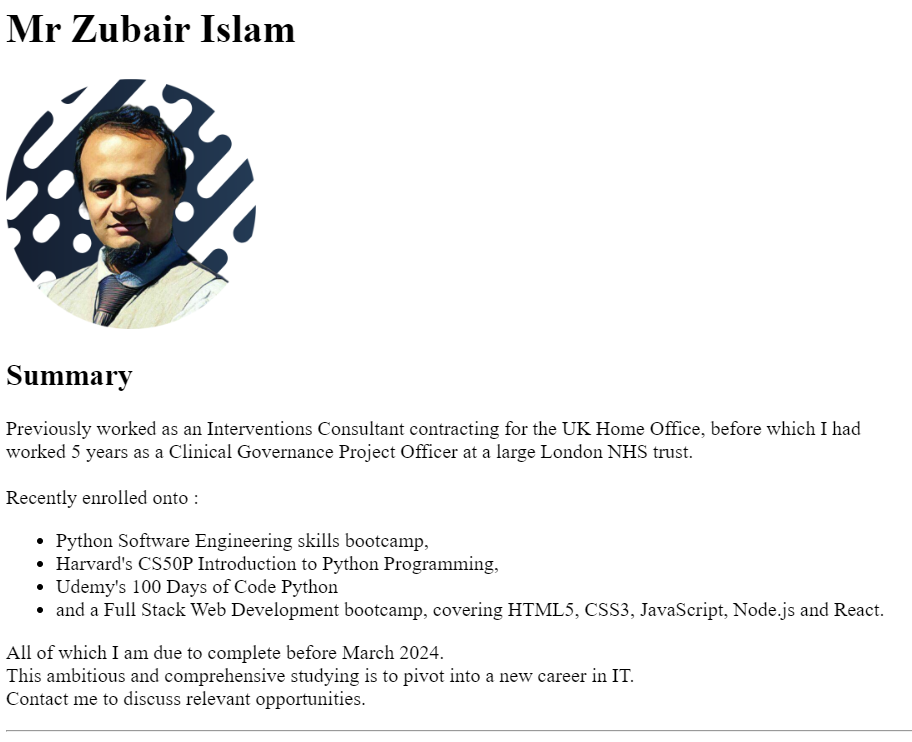 Mr Zubair Islam
Summary
Previously worked as an Interventions Consultant contracting for the UK Home Office, before which I had
worked 5 years as a Clinical Governance Project Officer at a large London NHS trust.
Recently enrolled onto :
Python Software Engineering skills bootcamp,
Harvard's CS50P Introduction to Python Programming,
Udemy's 100 Days of Code Python
and a Full Stack Web Development bootcamp, covering HTML5, CSS3, JavaScript, Node.js and React.
All of which I am due to complete before March 2024.
This ambitious and comprehensive studying is to pivot into a new career in IT.
Contact me to discuss relevant opportunities.